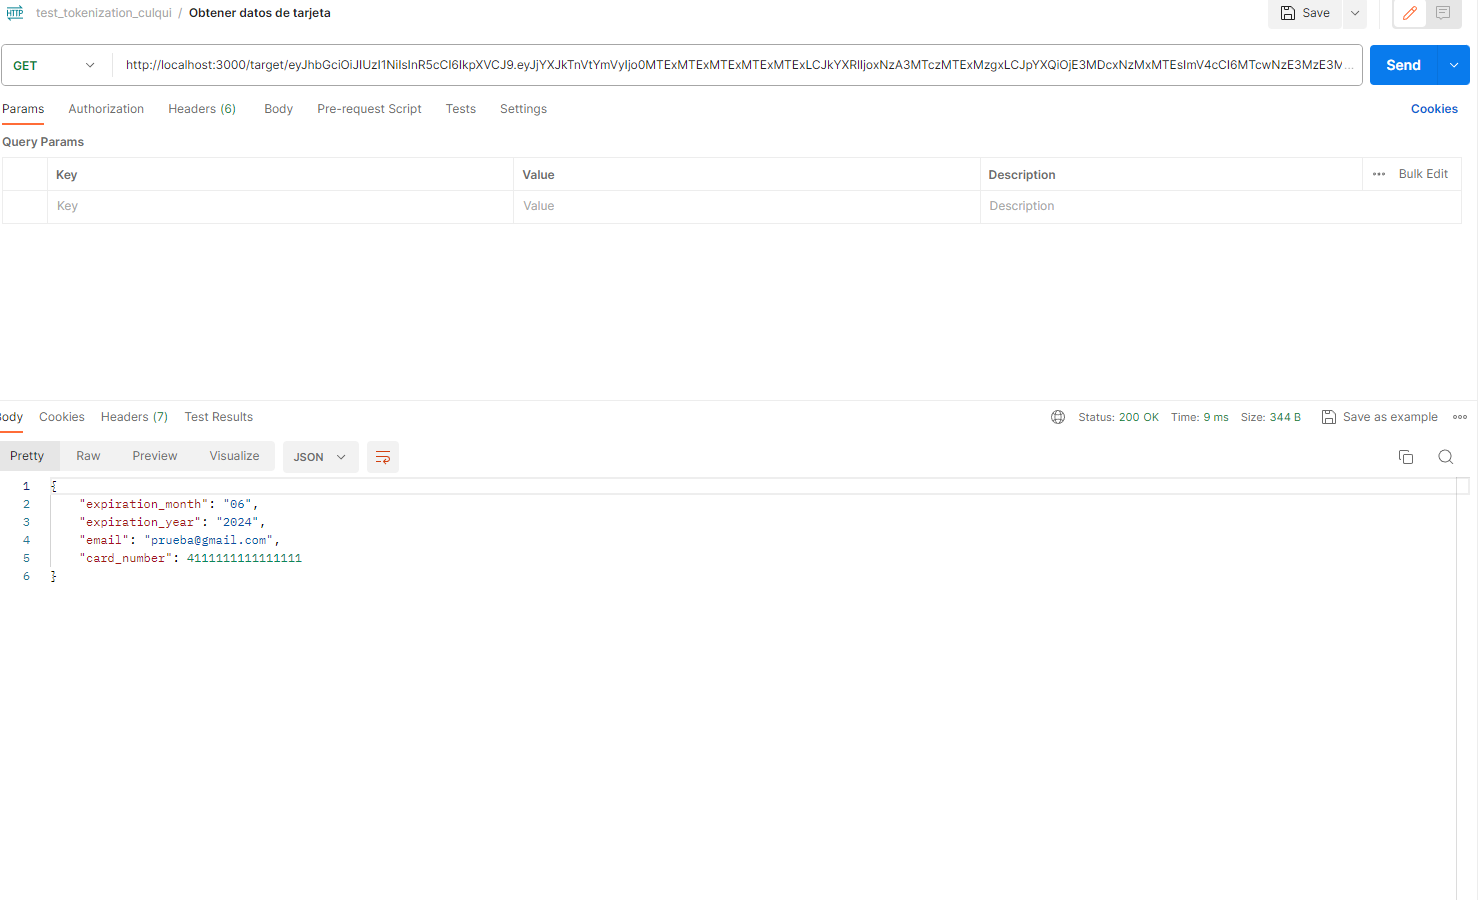 HTTP test_tokenization_culqui / Obtener datos de tarjeta Save
GET http://localhost:3000/target/eyJhbGciOiJIUzI1NiIsInR5cCI6IkpXVCJ9.eyJjYXJkTnVtYmVyIjo0MTExMTExMTExMTExMTExLCJkYXRlIjoxNzA3MTczMTExMzgxLCJpYXQiOjE3MDcxNzMxMTEsImV4cCI6MTcwNzE3MzE3M... Send
Params Authorization Headers (6) Body Pre-request Script Tests Settings Cookies
Query Params
Key Value Description ••• Bulk Edit
Key Value Description
Body Cookies Headers (7) Test Results Status: 200 OK Time: 9 ms Size: 344 B Save as example
Pretty Raw Preview Visualize JSON
1 {
2 "expiration_month": "06",
3 "expiration_year": "2024",
4 "email": "prueba@gmail.com",
5 "card_number": 4111111111111111
6 }